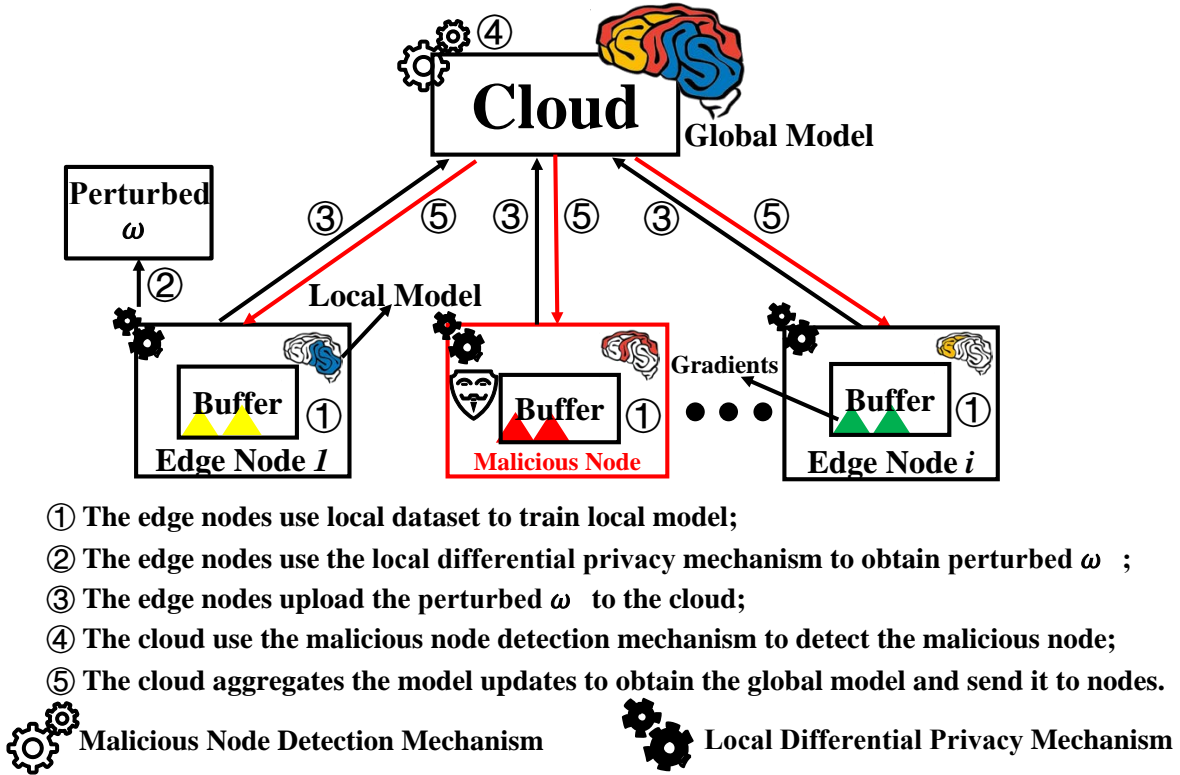 ④
Cloud
Global Model
Perturbed
ω
③
⑤
③
⑤
③
⑤
②
Local Model
Gradients
Buffer
①
Edge Node 1
Buffer
①
Malicious Node
Buffer
①
Edge Node i
① The edge nodes use local dataset to train local model;
② The edge nodes use the local differential privacy mechanism to obtain perturbed ω ;
③ The edge nodes upload the perturbed ω to the cloud;
④ The cloud use the malicious node detection mechanism to detect the malicious node;
⑤ The cloud aggregates the model updates to obtain the global model and send it to nodes.
Malicious Node Detection Mechanism
Local Differential Privacy Mechanism